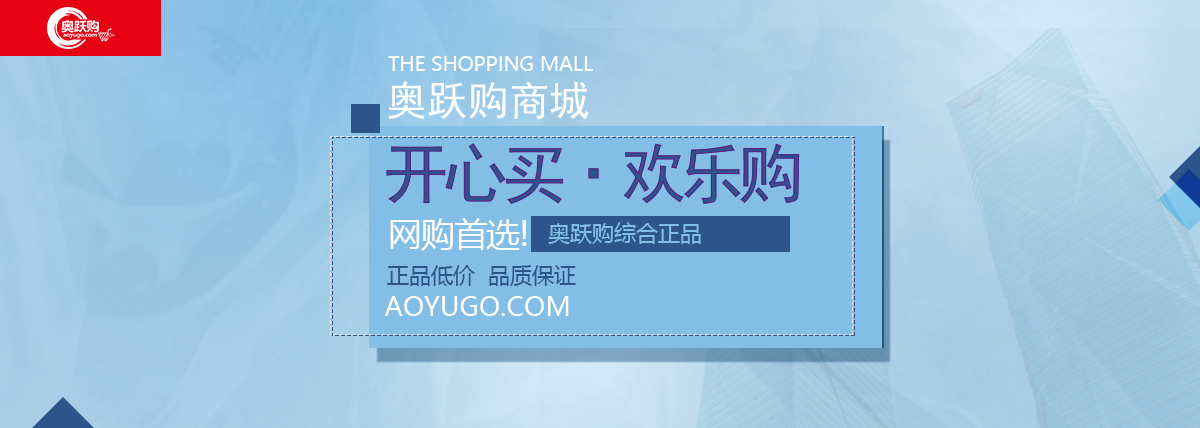 奥跃购
aoyugo.com
THE SHOPPING MALL
奥跃购商城
开心买·欢乐购
网购首选! 奥跃购综合正品
正品低价 品质保证
AOYUGO.COM